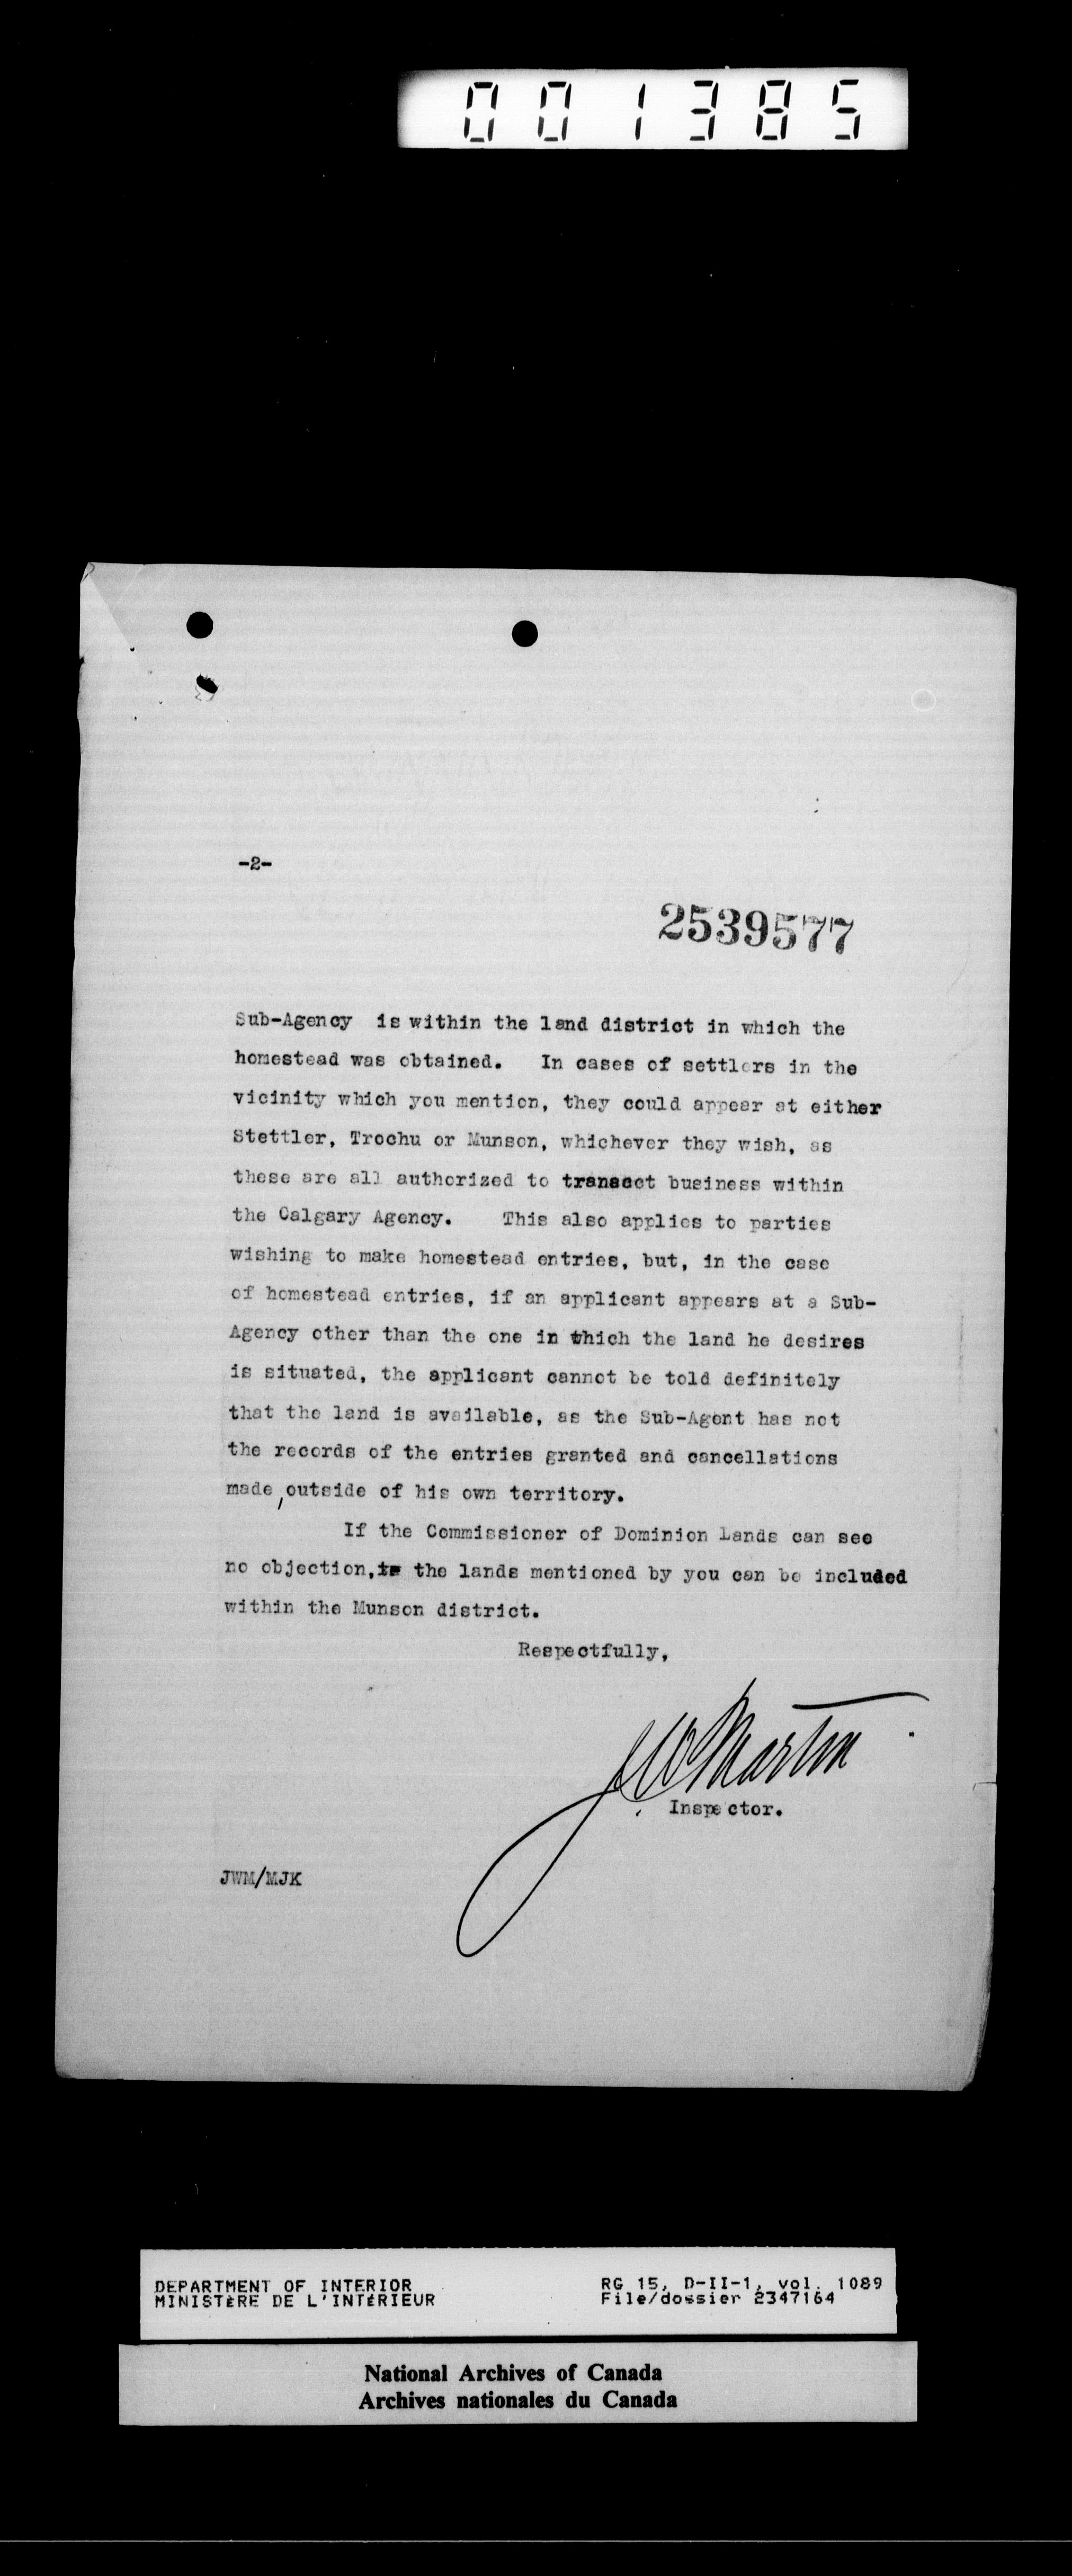 001385
-2-
2539577
Sub-Agency is within the land district in which the
homestead was obtained. In cases of settlers in the
vicinity which you mention, they could appear at either
Stettler, Trochu or Munson, whichever they wish, as
these are all authorized to transact business within
the Calgary Agency. This also applies to parties
wishing to make homestead entries, but, in the case
of homestead entries, if an applicant appears at a Sub-
Agency other than the one in which the land he desires
is situated, the applicant cannot be told definitely
that the land is available, as the Sub-Agent has not
the records of the entries granted and cancellations
made, outside of his own territory.
If the Commissioner of Dominion Lands can see
no objection, the lands mentioned by you can be included
within the Munson district.
Respectfully,
JW Martin
Inspector.
JWM/MJK
DEPARTMENT OF INTERIOR
MINISTÈRE DE L'INTÉRIEUR
RG 15, D-II-1, vol. 1089
File/dossier 2347164
National Archives of Canada
Archives nationales du Canada